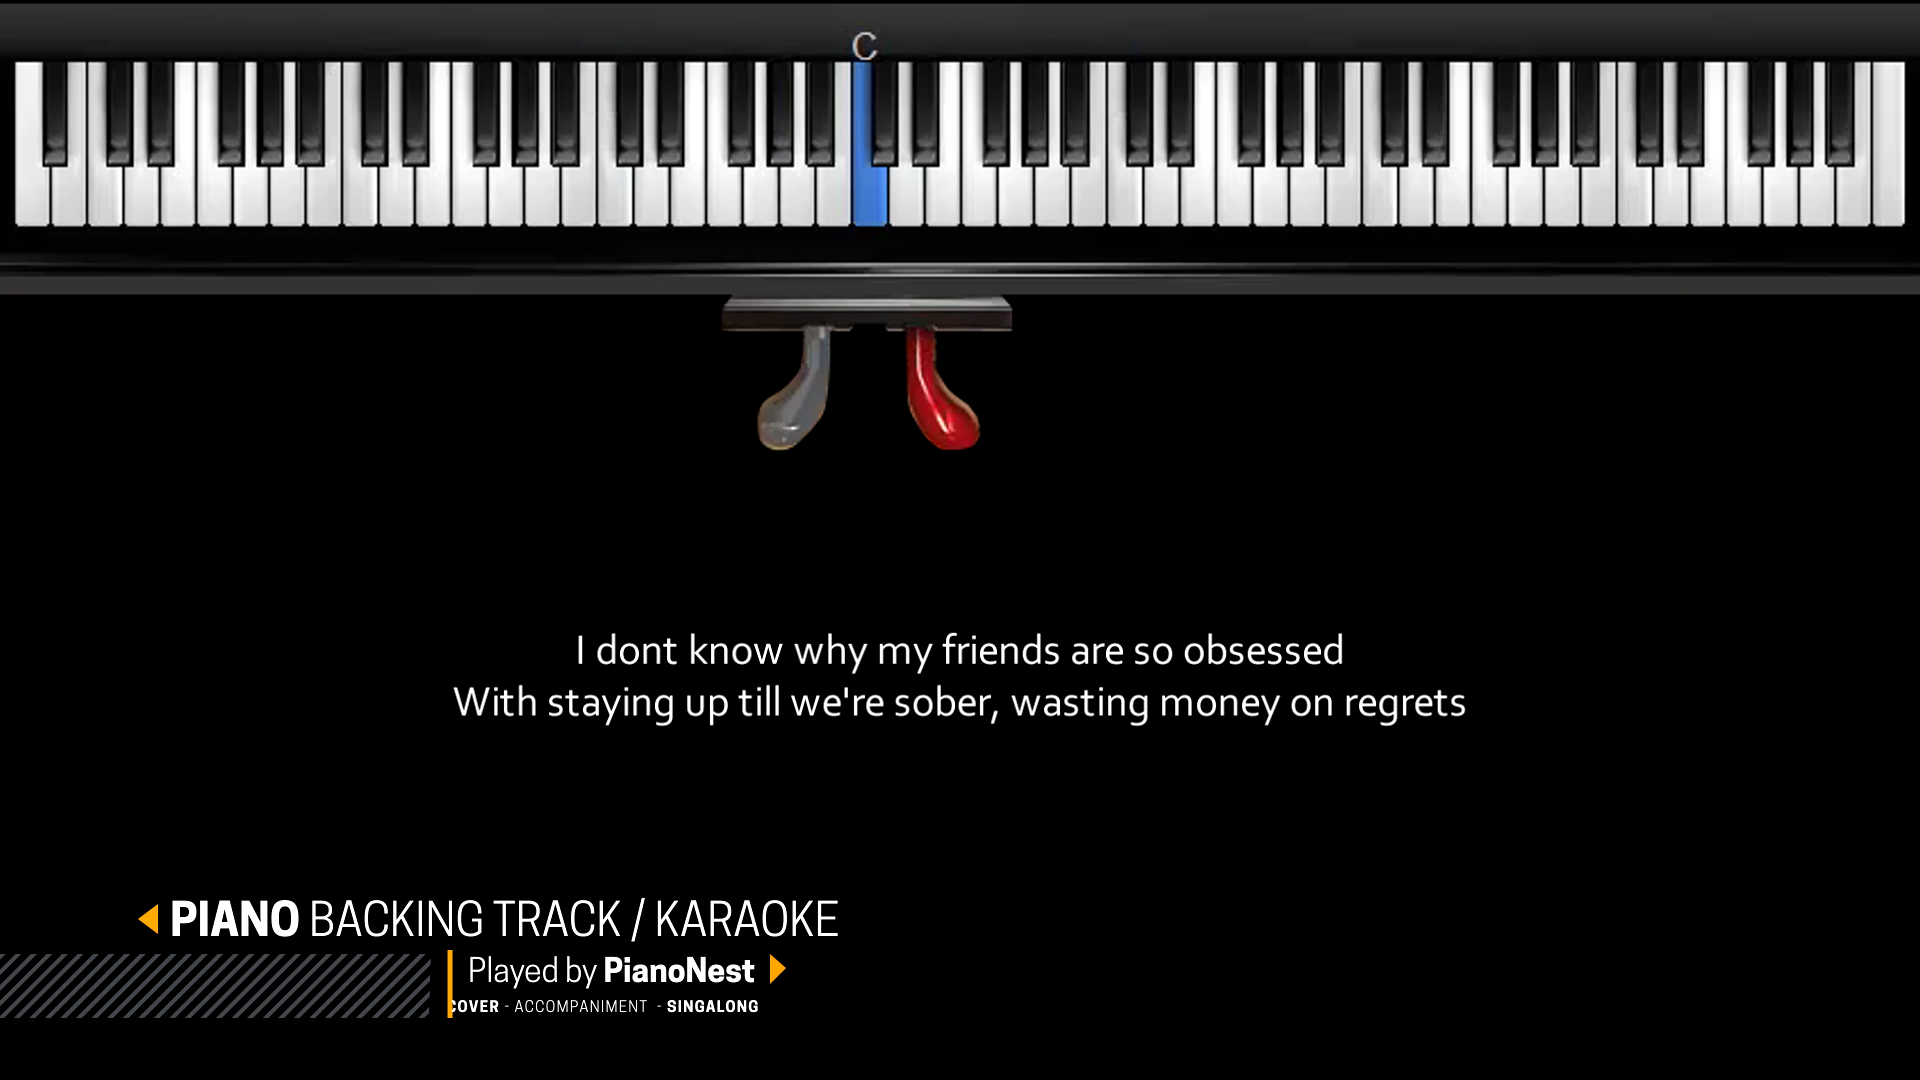 C
I dont know why my friends are so obsessed
With staying up till we're sober, wasting money on regrets
PIANO BACKING TRACK / KARAOKE
Played by PianoNest
COVER - ACCOMPANIMENT - SINGALONG